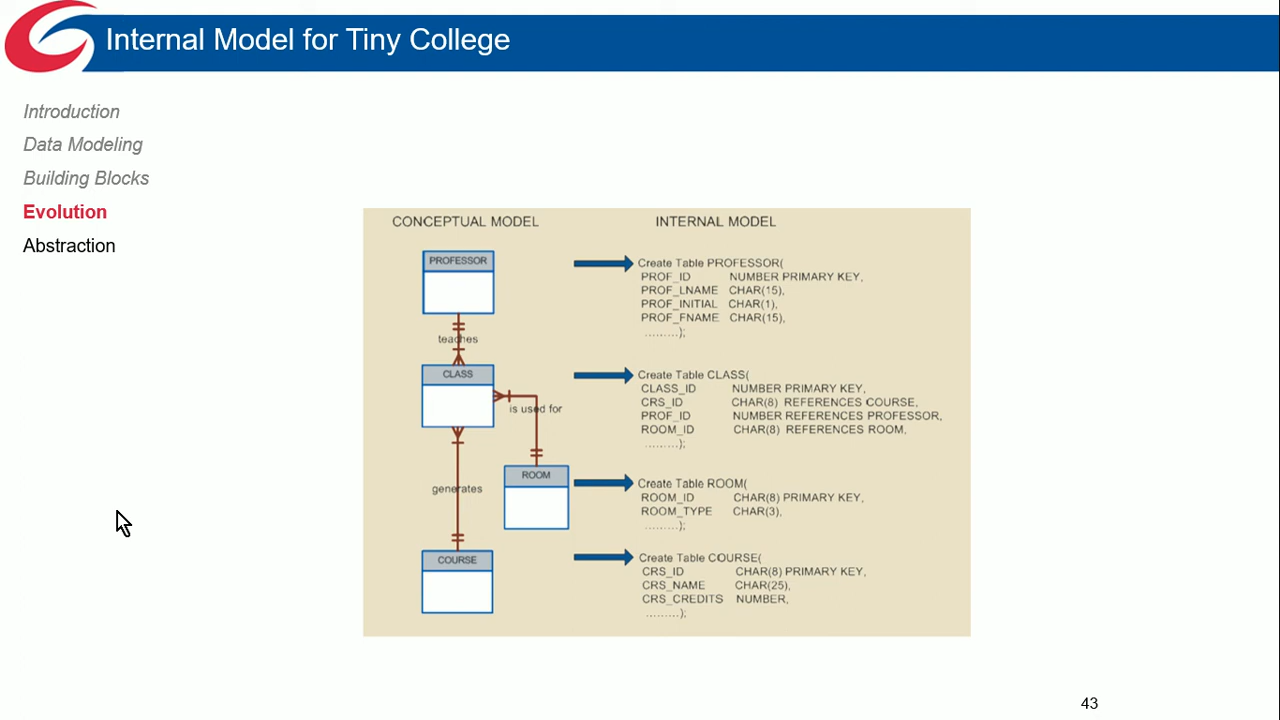 Internal Model for Tiny College
Introduction
Data Modeling
Building Blocks
Evolution
Abstraction
CONCEPTUAL MODEL
INTERNAL MODEL
PROFESSOR
teaches
CLASS
is used for
ROOM
generates
COURSE
Create Table PROFESSOR(
PROF_ID NUMBER PRIMARY KEY,
PROF_LNAME CHAR(15),
PROF_INITIAL CHAR(1),
PROF_FNAME CHAR(15),
.........);
Create Table CLASS(
CLASS_ID NUMBER PRIMARY KEY,
CRS_ID CHAR(8) REFERENCES COURSE,
PROF_ID NUMBER REFERENCES PROFESSOR,
ROOM_ID CHAR(8) REFERENCES ROOM,
.........);
Create Table ROOM(
ROOM_ID CHAR(8) PRIMARY KEY,
ROOM_TYPE CHAR(3),
.........);
Create Table COURSE(
CRS_ID CHAR(8) PRIMARY KEY,
CRS_NAME CHAR(25),
CRS_CREDITS NUMBER,
.........);
43